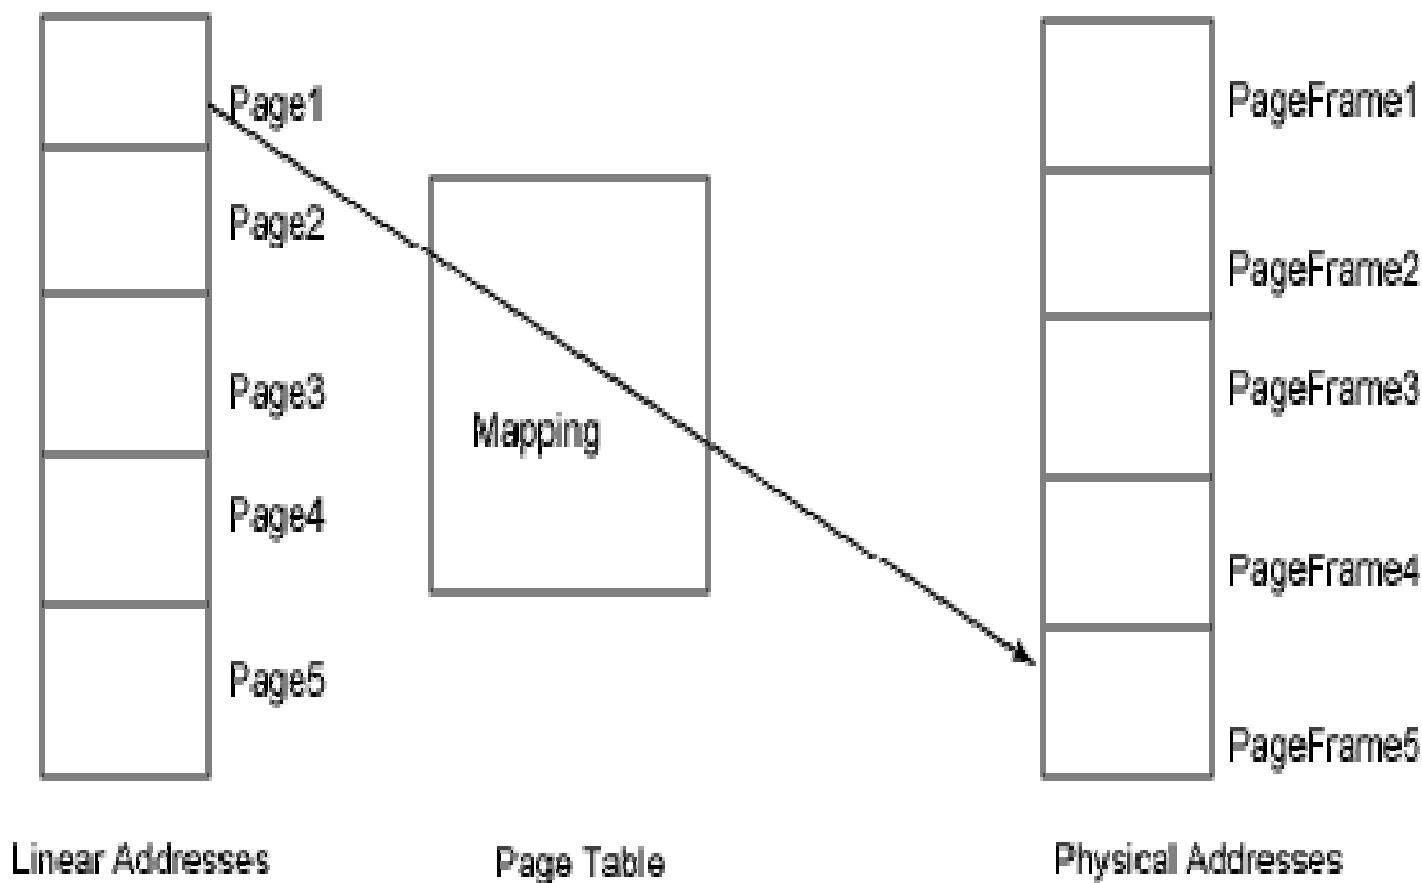 Page1
Page2
Page3
Page4
Page5
Mapping
PageFrame1
PageFrame2
PageFrame3
PageFrame4
PageFrame5
Linear Addresses
Page Table
Physical Addresses